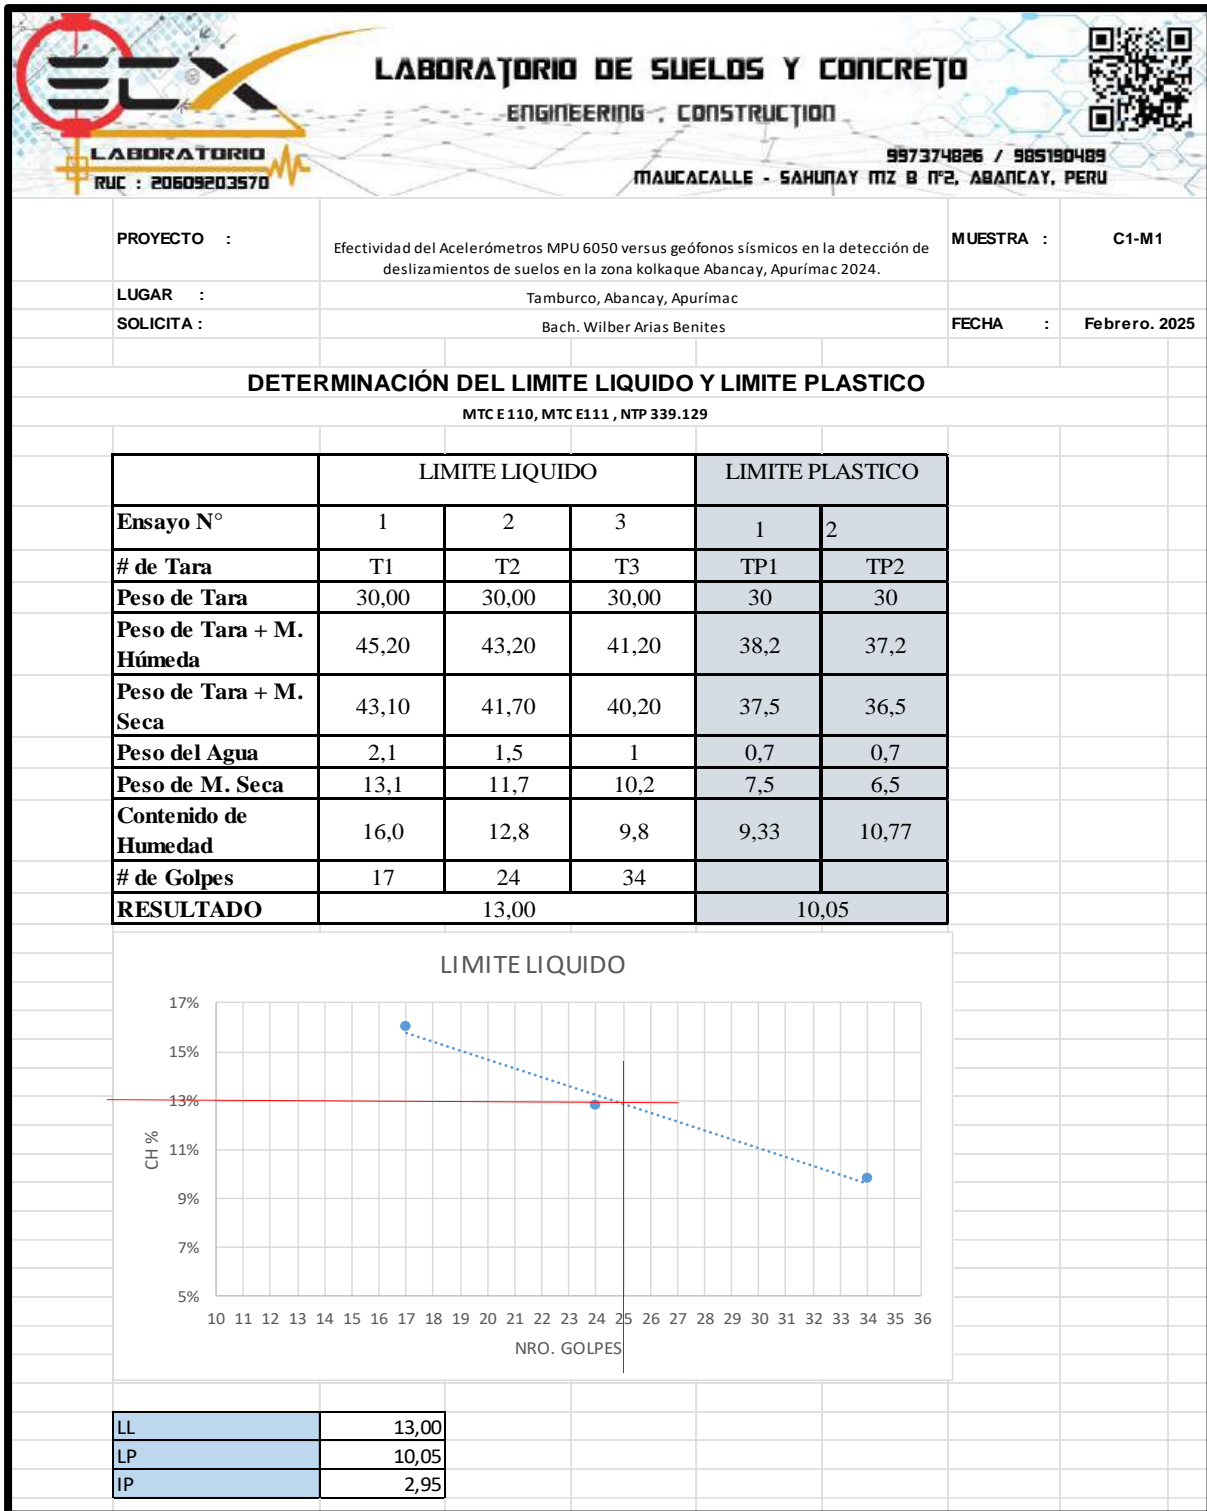 ECX
LABORATORIO
RUC : 20609203570
LABORATORIO DE SUELOS Y CONCRETO
ENGINEERING , CONSTRUCTION
997374826 / 985190489
MAUCACALLE - SAHUNAY MZ B N°2, ABANCAY, PERU
PROYECTO :
Efectividad del Acelerómetros MPU 6050 versus geófonos sísmicos en la detección de
deslizamientos de suelos en la zona kolkaque Abancay, Apurímac 2024.
MUESTRA : C1-M1
LUGAR : Tamburco, Abancay, Apurímac
SOLICITA : Bach. Wilber Arias Benites FECHA : Febrero. 2025
DETERMINACIÓN DEL LIMITE LIQUIDO Y LIMITE PLASTICO
MTC E 110, MTC E111 , NTP 339.129
LIMITE LIQUIDO LIMITE PLASTICO
Ensayo N° 1 2 3 1 2
# de Tara T1 T2 T3 TP1 TP2
Peso de Tara 30,00 30,00 30,00 30 30
Peso de Tara + M.
Húmeda 45,20 43,20 41,20 38,2 37,2
Peso de Tara + M.
Seca 43,10 41,70 40,20 37,5 36,5
Peso del Agua 2,1 1,5 1 0,7 0,7
Peso de M. Seca 13,1 11,7 10,2 7,5 6,5
Contenido de
Humedad 16,0 12,8 9,8 9,33 10,77
# de Golpes 17 24 34
RESULTADO 13,00 10,05
LIMITE LIQUIDO
17%
15%
13%
11%
9%
7%
5%
CH %
10 11 12 13 14 15 16 17 18 19 20 21 22 23 24 25 26 27 28 29 30 31 32 33 34 35 36
NRO. GOLPES
LL 13,00
LP 10,05
IP 2,95